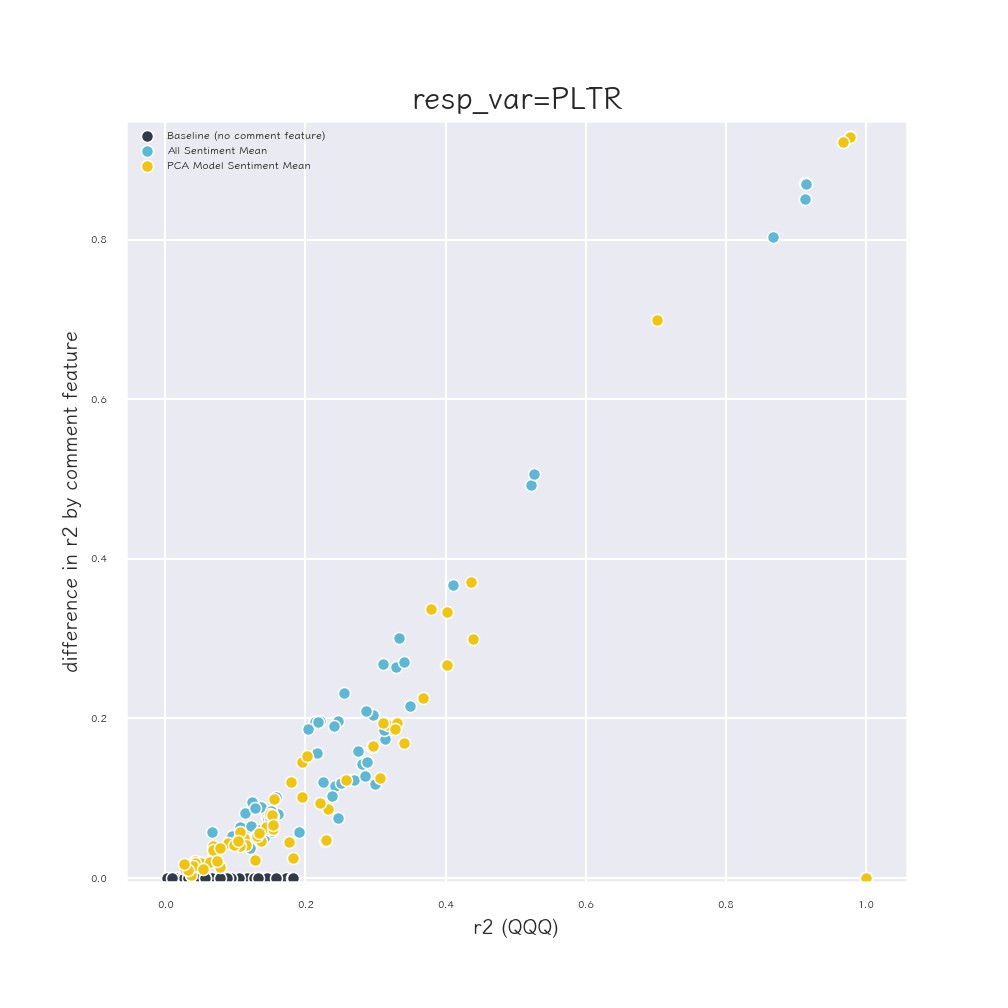 resp_var=PLTR
Baseline (no comment feature)
All Sentiment Mean
PCA Model Sentiment Mean
difference in r2 by comment feature
0.8
0.6
0.4
0.2
0.0
0.0 0.2 0.4 0.6 0.8 1.0
r2 (QQQ)